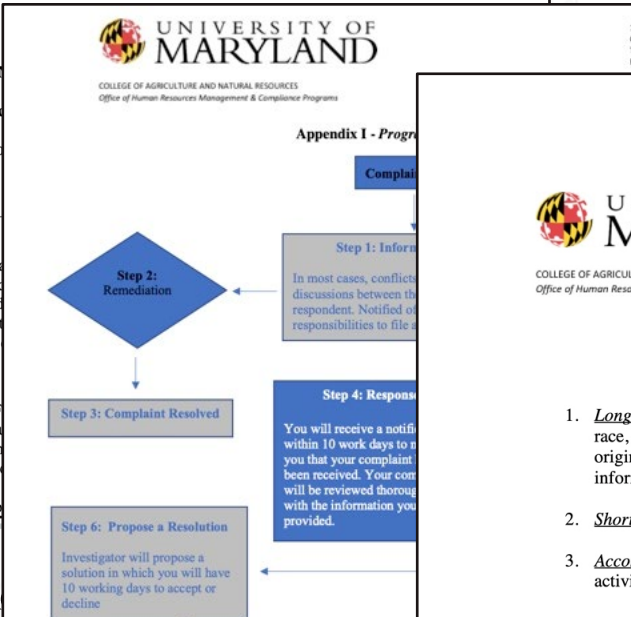 UNIVERSITY OF
MARYLAND
COLLEGE OF AGRICULTURE AND NATURAL RESOURCES
Office of Human Resources Management & Compliance Programs
Appendix I - Progr
Complai
Step 1: Inform
In most cases, conflicts
discussions between th
respondent. Notified of
responsibilities to file a
Step 2:
Remediation
Step 3: Complaint Resolved
Step 4: Respons
You will receive a notifi
within 10 work days to n
you that your complaint
been received. Your com
will be reviewed thoroug
with the information you
provided.
Step 6: Propose a Resolution
Investigator will propose a
solution in which you will have
10 working days to accept or
decline
U
M
COLLEGE OF AGRICUL
Office of Human Reso
1. Long
race,
origin
infor
2. Shor
3. Acco
activi